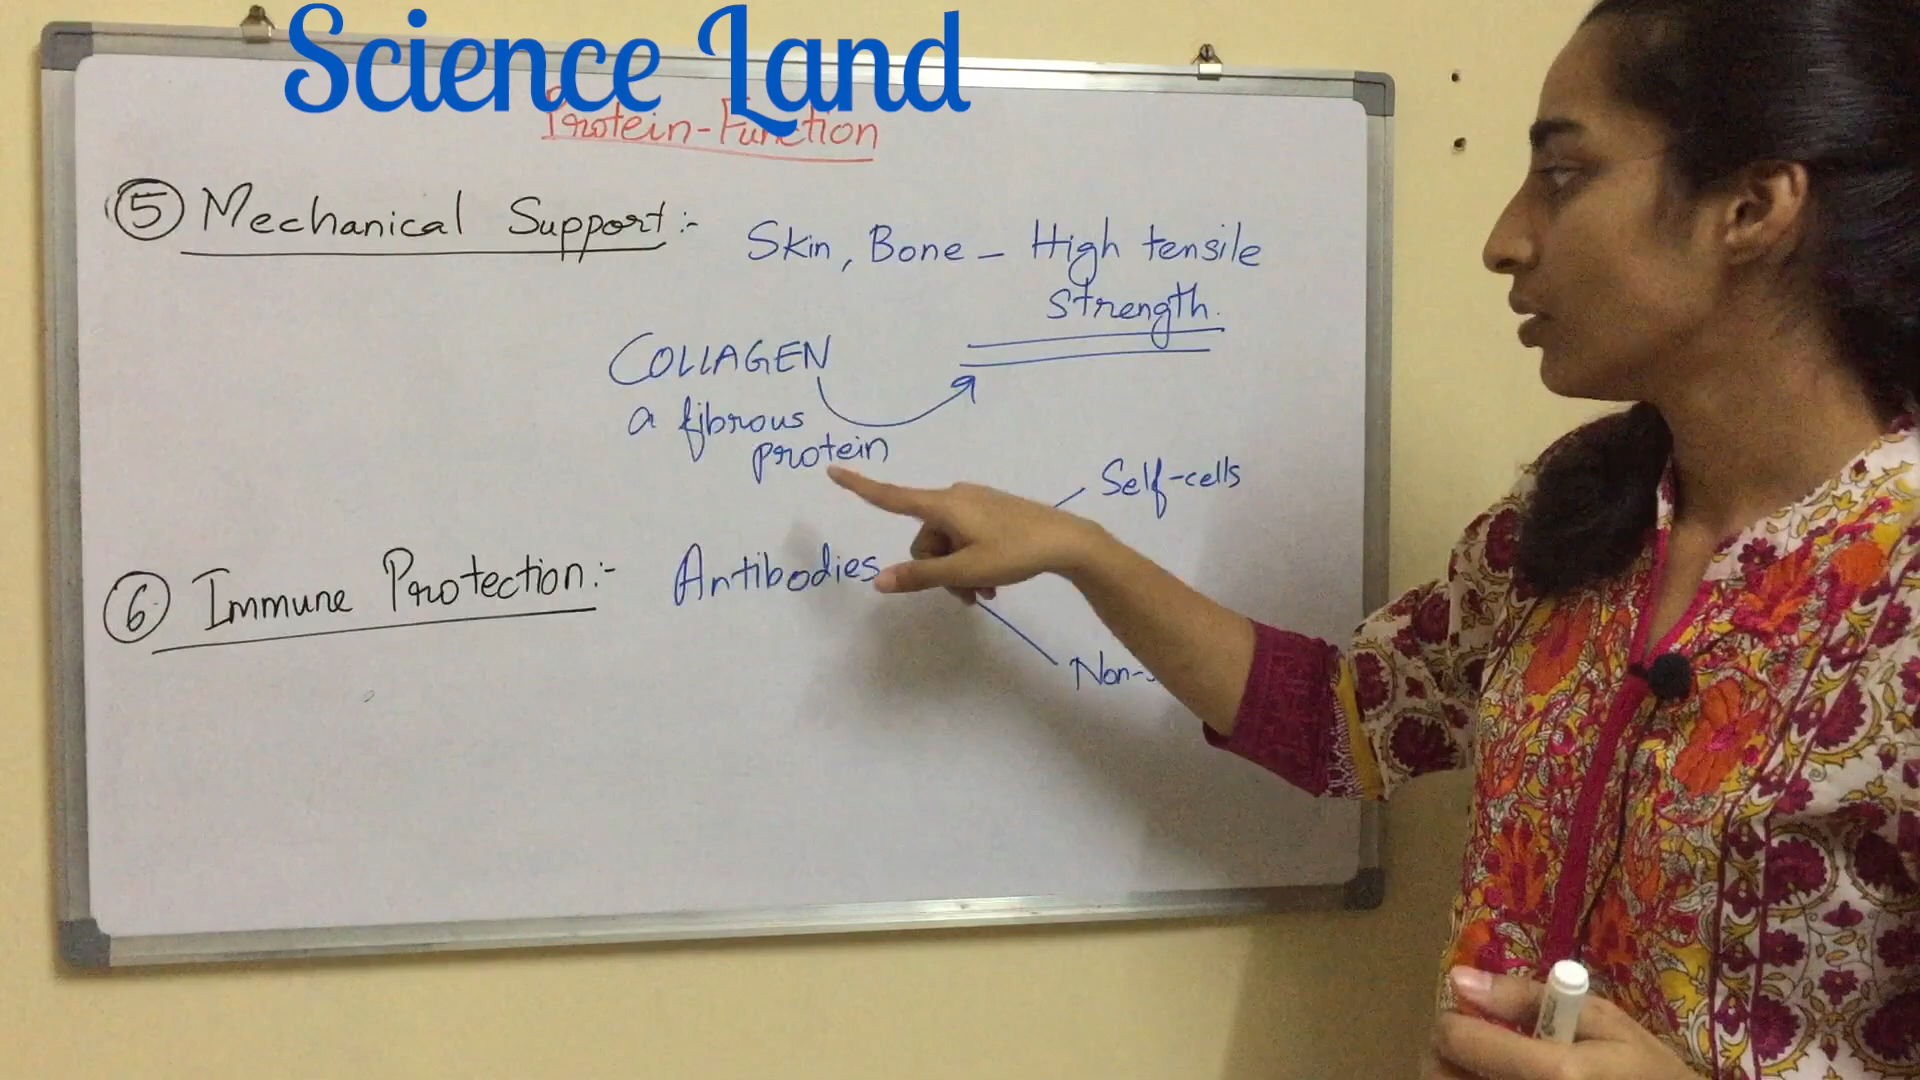 Science Land
Protein-Function
5 Mechanical Support :-
Skin, Bone - High tensile
strength.
COLLAGEN
a fibrous
protein
Self-cells
6 Immune Protection :-
Antibodies